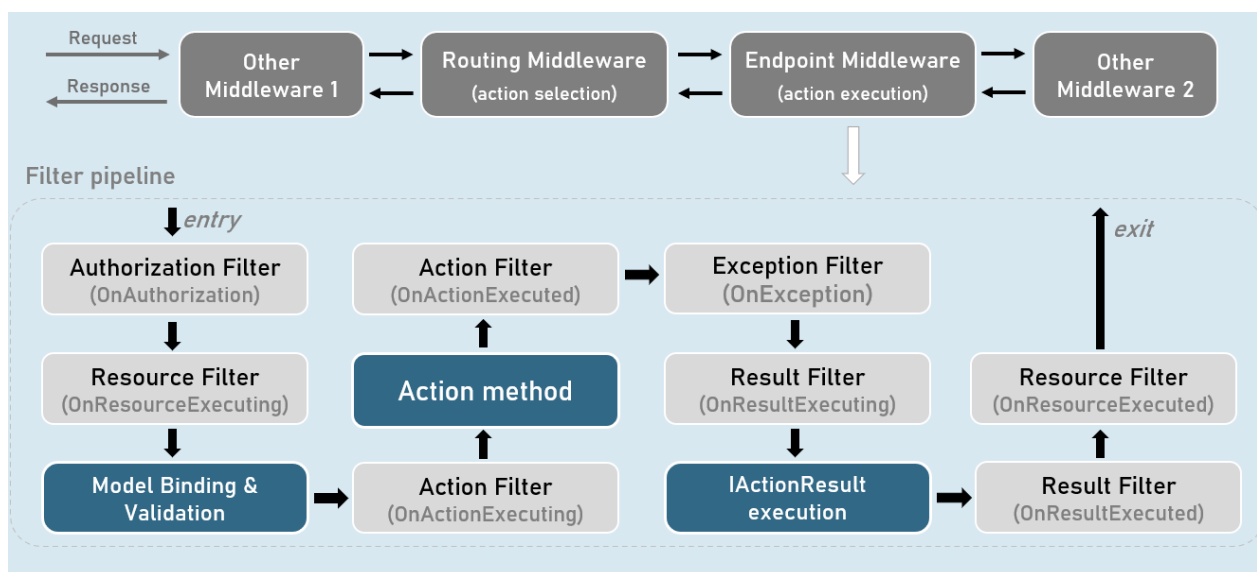 Request
Response
Other
Middleware 1
Routing Middleware
(action selection)
Endpoint Middleware
(action execution)
Other
Middleware 2
Filter pipeline
entry
Authorization Filter
(OnAuthorization)
Resource Filter
(OnResourceExecuting)
Model Binding &
Validation
Action Filter
(OnActionExecuting)
Action method
Action Filter
(OnActionExecuted)
Exception Filter
(OnException)
Result Filter
(OnResultExecuting)
IActionResult
execution
Result Filter
(OnResultExecuted)
Resource Filter
(OnResourceExecuted)
exit